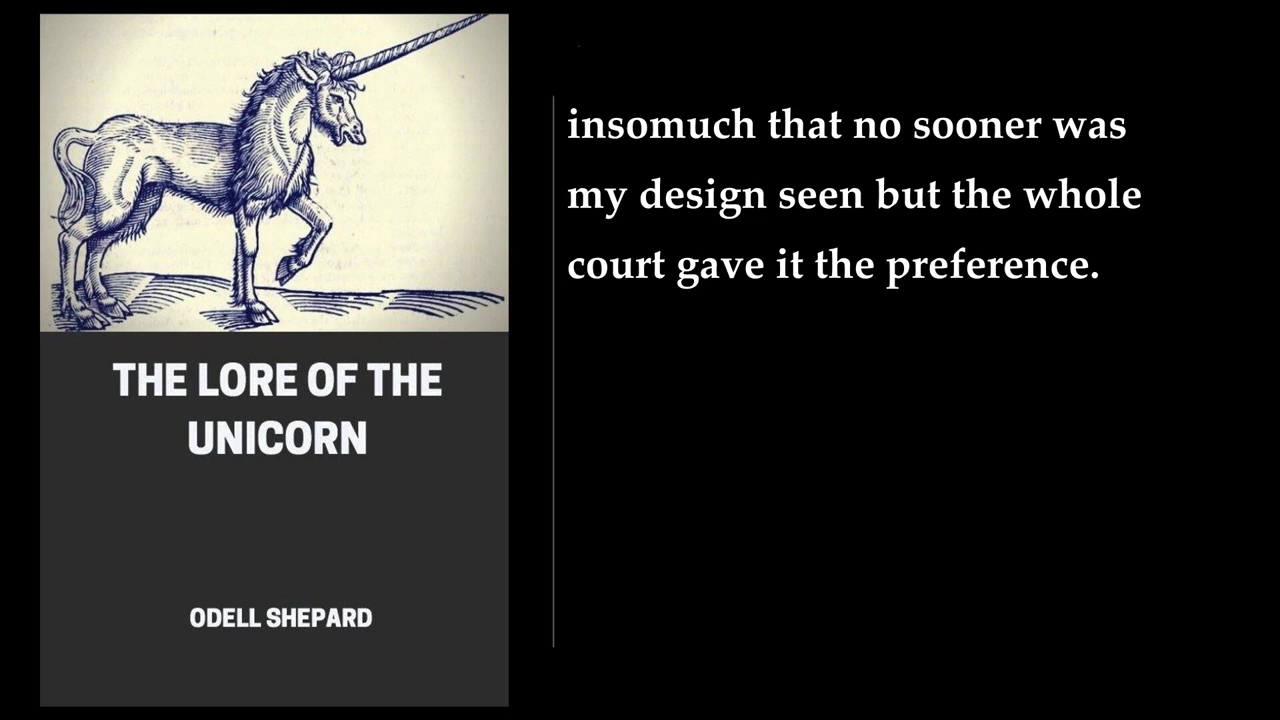 THE LORE OF THE
UNICORN
ODELL SHEPARD
insomuch that no sooner was
my design seen but the whole
court gave it the preference.